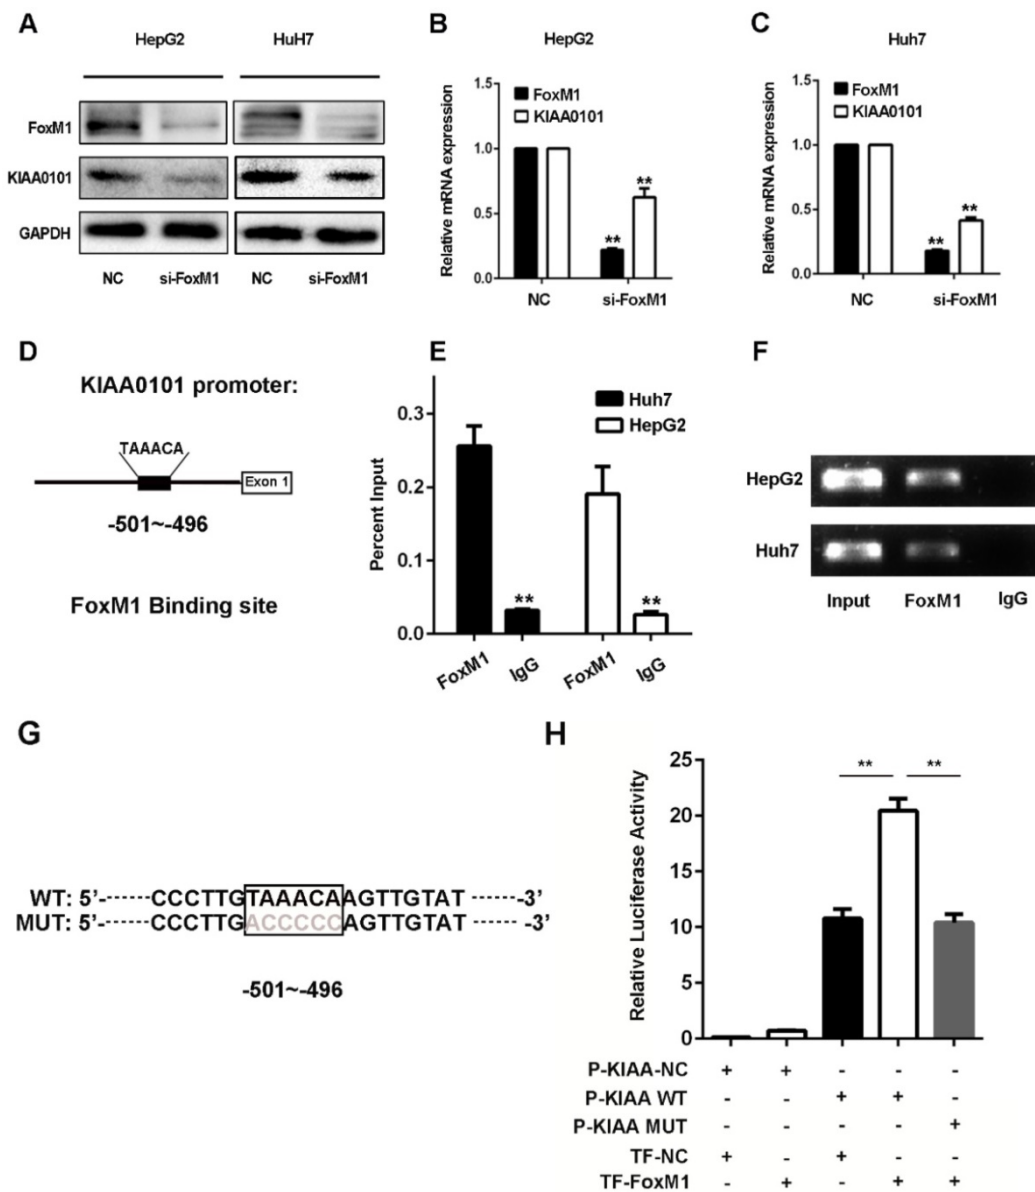 A
HepG2 HuH7
FoxM1
KIAA0101
GAPDH
NC si-FoxM1 NC si-FoxM1
B
HepG2
1.5
1.0
0.5
0.0
Relative mRNA expression
FoxM1
KIAA0101
**
**
NC si-FoxM1
C
Huh7
1.5
1.0
0.5
0.0
Relative mRNA expression
FoxM1
KIAA0101
**
**
NC si-FoxM1
D
KIAA0101 promoter:
TAAACA
Exon 1
-501~-496
FoxM1 Binding site
E
0.3
0.2
0.1
0.0
Percent Input
Huh7
HepG2
** **
FoxM1 IgG FoxM1 IgG
F
HepG2
Huh7
Input FoxM1 IgG
G
WT: 5’-------CCCTTGTAAACAAGTTGTAT -------3’
MUT: 5’-------CCCTTGACCCCCAGTTGTAT -------3’
-501~-496
H
25
20
15
10
5
0
Relative Luciferase Activity
** **
P-KIAA-NC + + - - -
P-KIAA WT - - + + -
P-KIAA MUT - - - - +
TF-NC + - + - -
TF-FoxM1 - + - + +